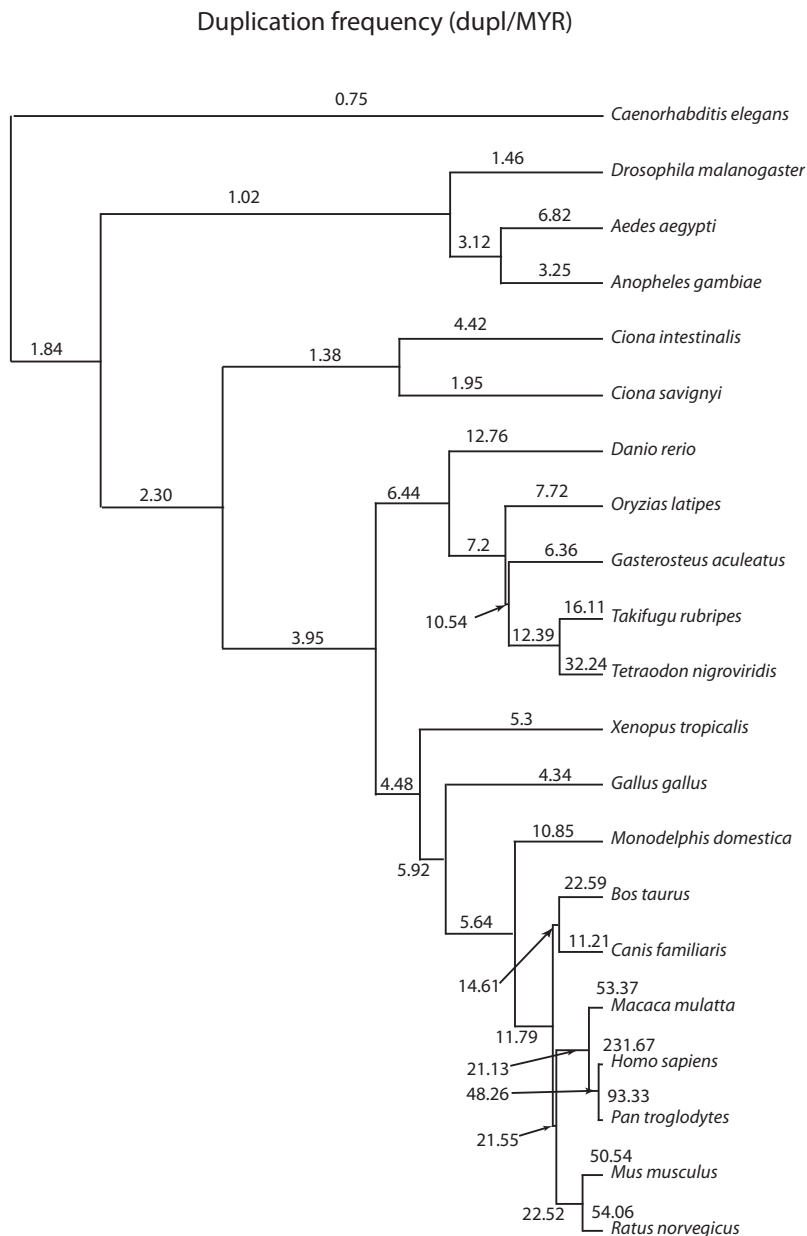 Duplication frequency (dupl/MYR)
0.75
Caenorhabditis elegans
1.46
Drosophila malanogaster
1.02
6.82
Aedes aegypti
3.12
3.25
Anopheles gambiae
4.42
Ciona intestinalis
1.84
1.38
1.95
Ciona savignyi
12.76
Danio rerio
2.30
6.44
7.72
Oryzias latipes
7.2
6.36
Gasterosteus aculeatus
10.54
16.11
Takifugu rubripes
3.95
12.39
32.24
Tetraodon nigroviridis
5.3
Xenopus tropicalis
4.48
4.34
Gallus gallus
10.85
Monodelphis domestica
5.92
22.59
Bos taurus
5.64
11.21
Canis familiaris
14.61
53.37
Macaca mulatta
11.79
231.67
Homo sapiens
21.13
48.26
93.33
Pan troglodytes
21.55
50.54
Mus musculus
22.52
54.06
Ratus norvegicus